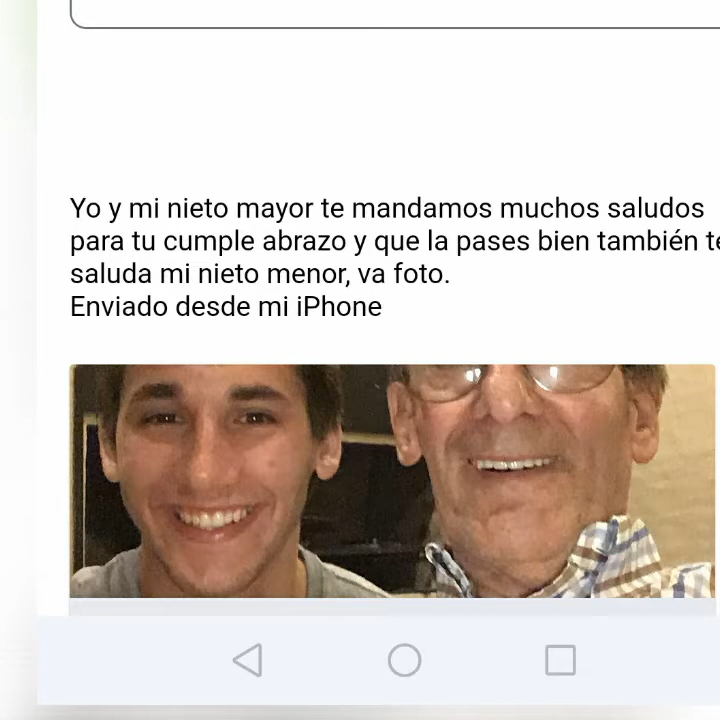 Yo y mi nieto mayor te mandamos muchos saludos
para tu cumple abrazo y que la pases bien también
saluda mi nieto menor, va foto.
Enviado desde mi iPhone